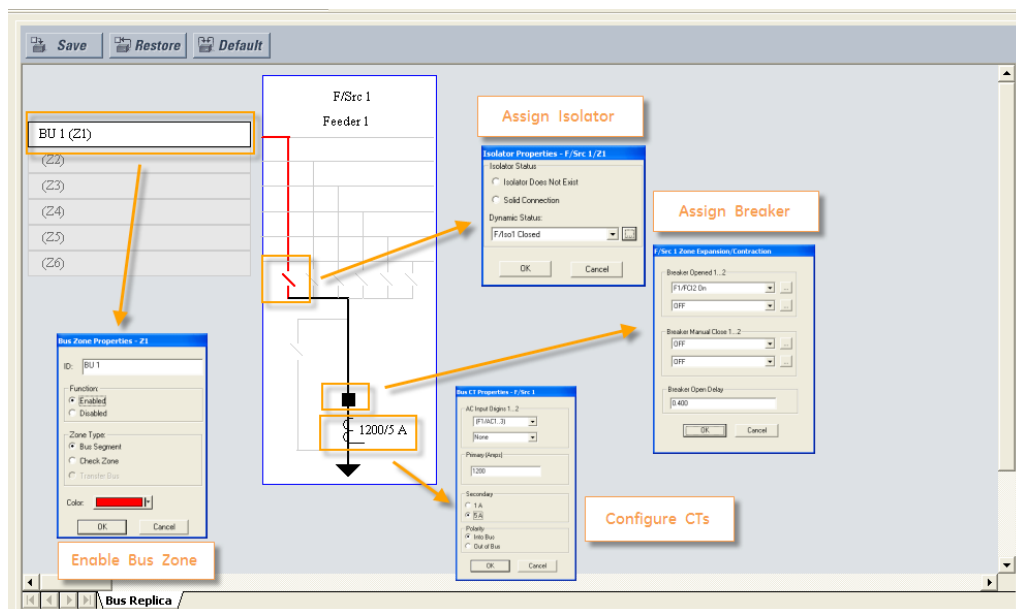 Save Restore Default
F/Src 1
Feeder 1
BU 1 (Z1)
(Z2)
(Z3)
(Z4)
(Z5)
(Z6)
1200/5 A
Assign Isolator
Isolator Properties - F/Src 1/Z1
Isolator Status
Isolator Does Not Exist
Solid Connection
Dynamic Status:
F/Iso1 Closed
...
OK Cancel
Assign Breaker
F/Src 1 Zone Expansion/Contraction
Breaker Opened 1...2
F1/FCI2 On
...
OFF
...
Breaker Manual Close 1...2
OFF
...
OFF
...
Breaker Open Delay
0.400
OK Cancel
Bus Zone Properties - Z1
ID: BU 1
Function:
Enabled
Disabled
Zone Type:
Bus Segment
Check Zone
Transfer Bus
Color:
OK Cancel
Enable Bus Zone
Bus CT Properties - F/Src 1
AC Input Origins 1...2
(F1/AC1..3)
None
Primary (Amps)
1200
Secondary
1 A
5 A
Polarity
Into Bus
Out of Bus
OK Cancel
Configure CTs
Bus Replica